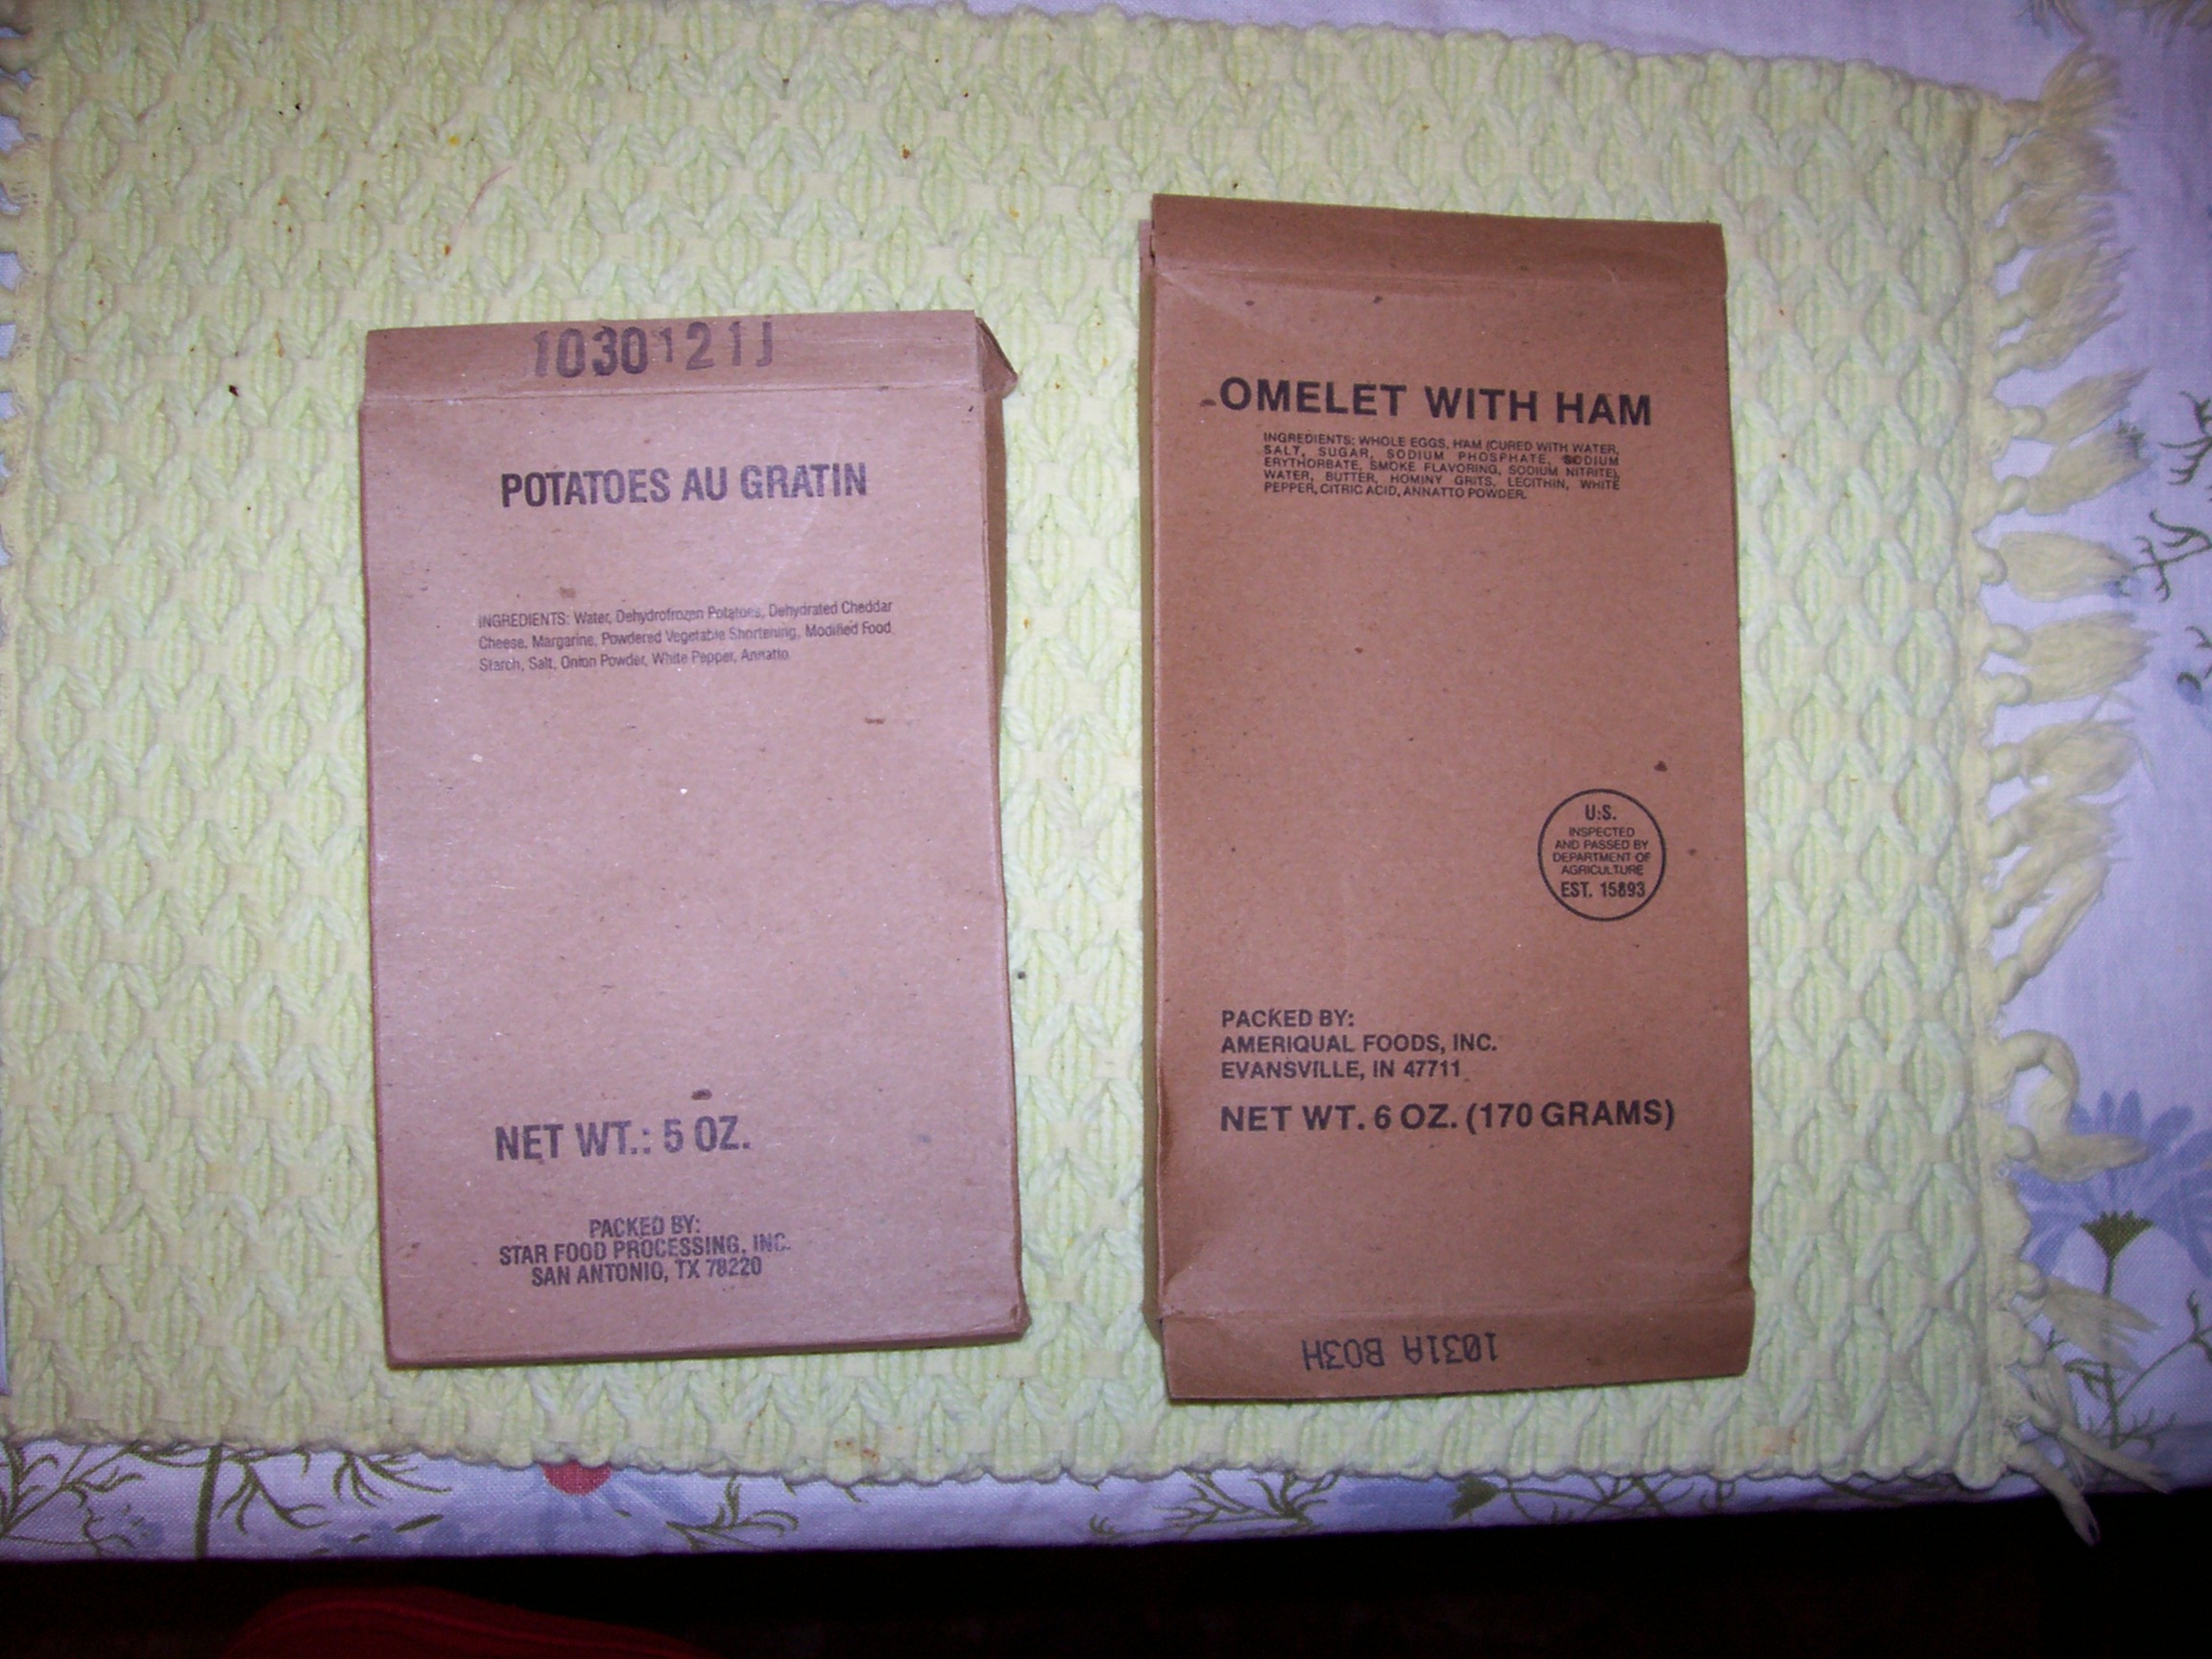 1030121J
POTATOES AU GRATIN
INGREDIENTS: Water, Dehydrofrozen Potatoes, Dehydrated Cheddar
Cheese, Margarine, Powdered Vegetable Shortening, Modified Food
Starch, Salt, Onion Powder, White Pepper, Annatto
NET WT.: 5 OZ.
PACKED BY:
STAR FOOD PROCESSING, INC.
SAN ANTONIO, TX 78220
OMELET WITH HAM
INGREDIENTS: WHOLE EGGS, HAM (CURED WITH WATER,
SALT, SUGAR, SODIUM PHOSPHATE, SODIUM
ERYTHORBATE, SMOKE FLAVORING, SODIUM NITRITE),
WATER, BUTTER, HOMINY GRITS, LECITHIN, WHITE
PEPPER, CITRIC ACID, ANNATTO POWDER.
U.S.
INSPECTED
AND PASSED BY
DEPARTMENT OF
AGRICULTURE
EST. 15893
PACKED BY:
AMERIQUAL FOODS, INC.
EVANSVILLE, IN 47711
NET WT. 6 OZ. (170 GRAMS)
1031A B03H